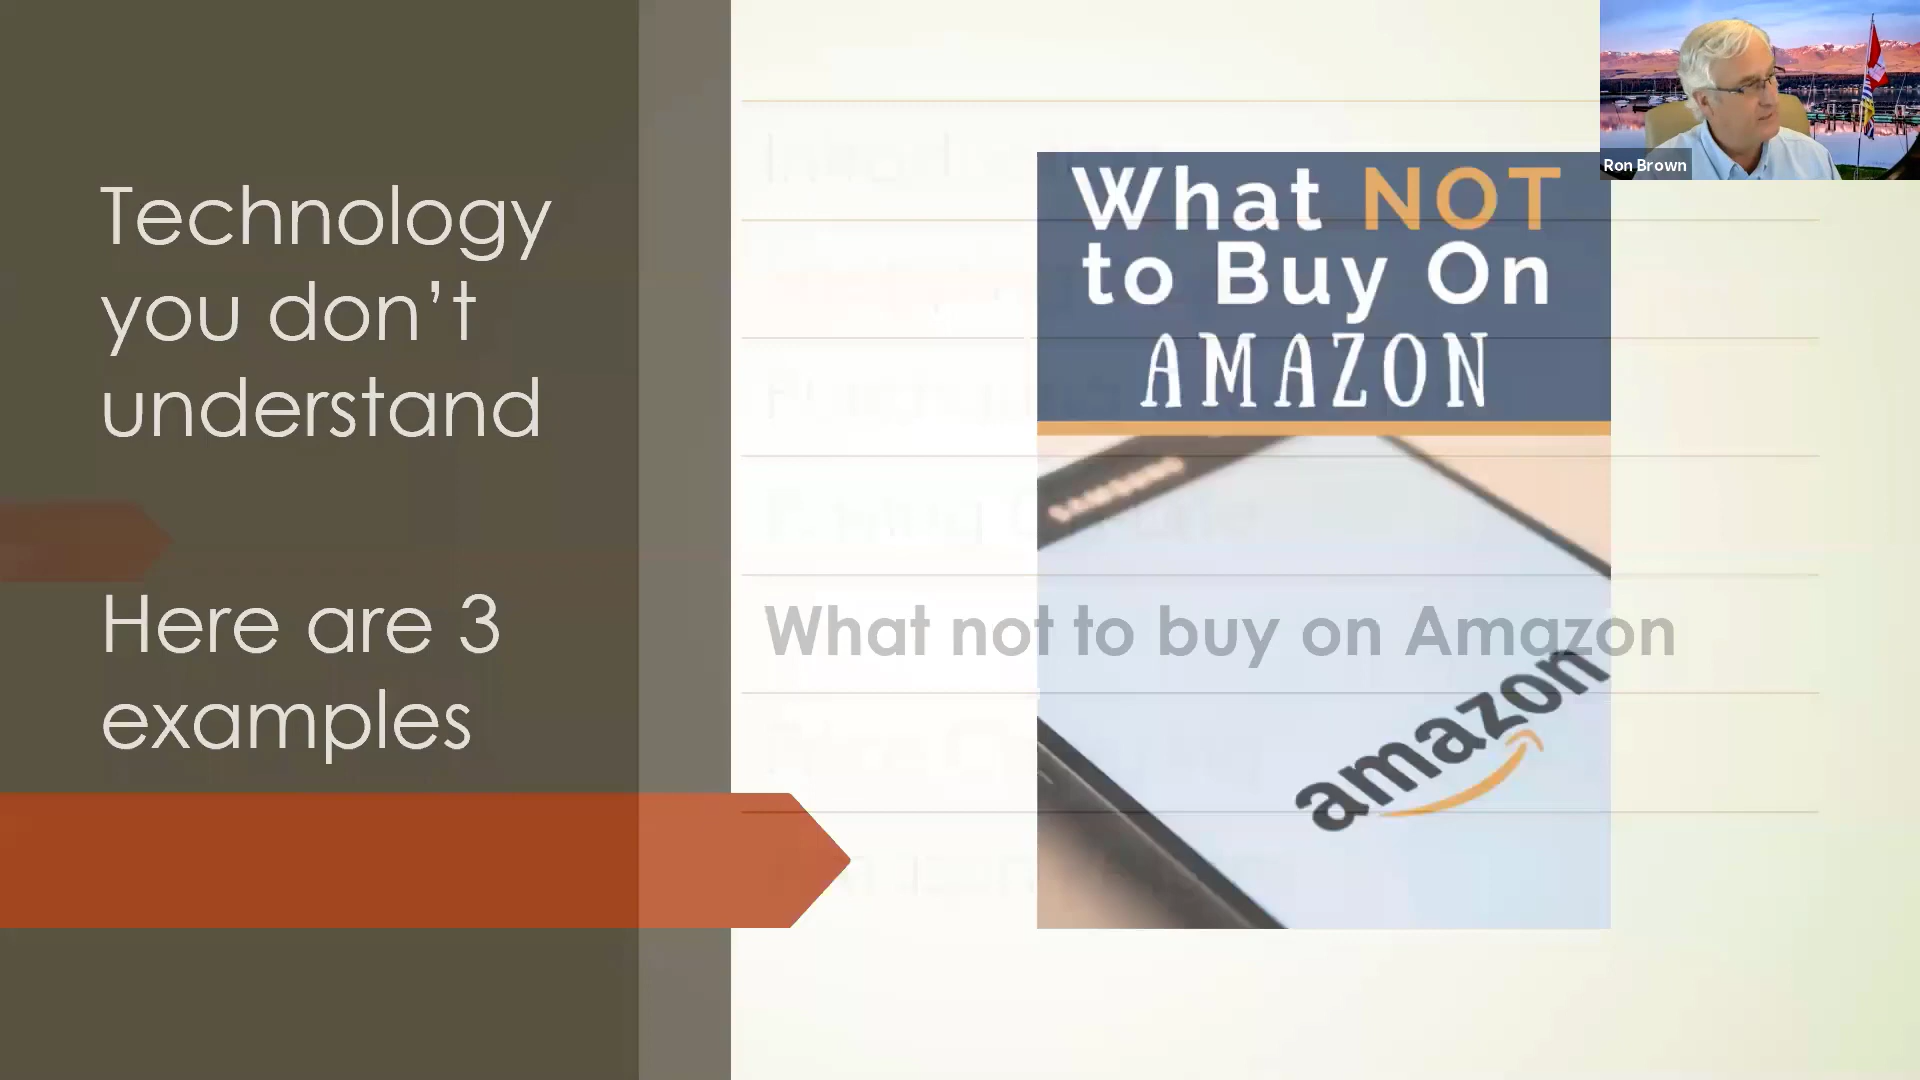 Technology
you don’t
understand
Here are 3
examples
What NOT
to Buy On
AMAZON
SAMSUNG
What not to buy on Amazon
amazon
Ron Brown